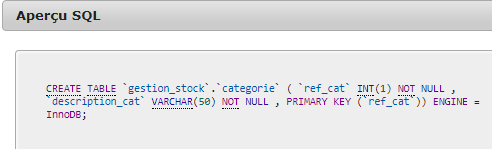 Aperçu SQL
CREATE TABLE `gestion_stock`.`categorie` ( `ref_cat` INT(1) NOT NULL ,
`description_cat` VARCHAR(50) NOT NULL , PRIMARY KEY (`ref_cat`)) ENGINE =
InnoDB;